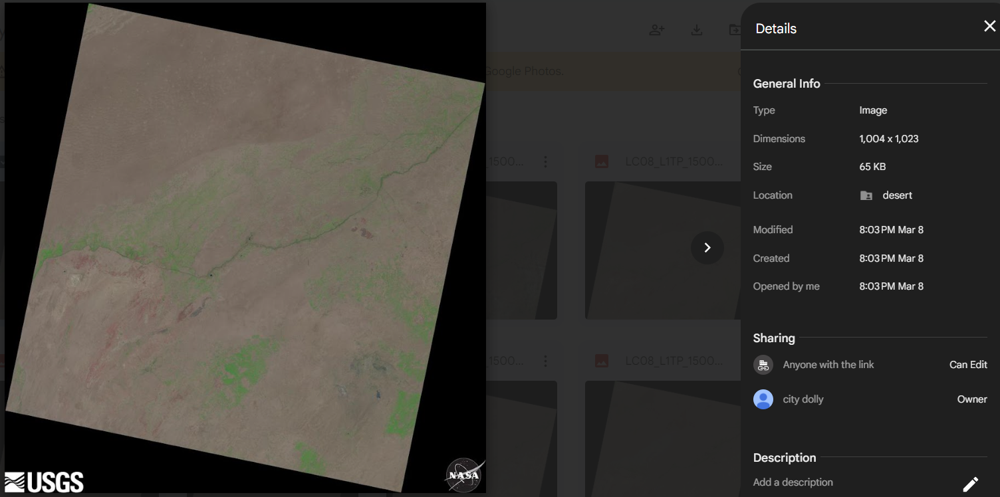 Details
Google Photos.
General Info
Type Image
Dimensions 1,004 x 1,023
_1500... LC08_L1TP_1500...
Size 65 KB
Location desert
Modified 8:03 PM Mar 8
Created 8:03 PM Mar 8
Opened by me 8:03 PM Mar 8
Sharing
_1500... LC08_L1TP_1500...
Anyone with the link Can Edit
city dolly Owner
Description
USGS
NASA
Add a description